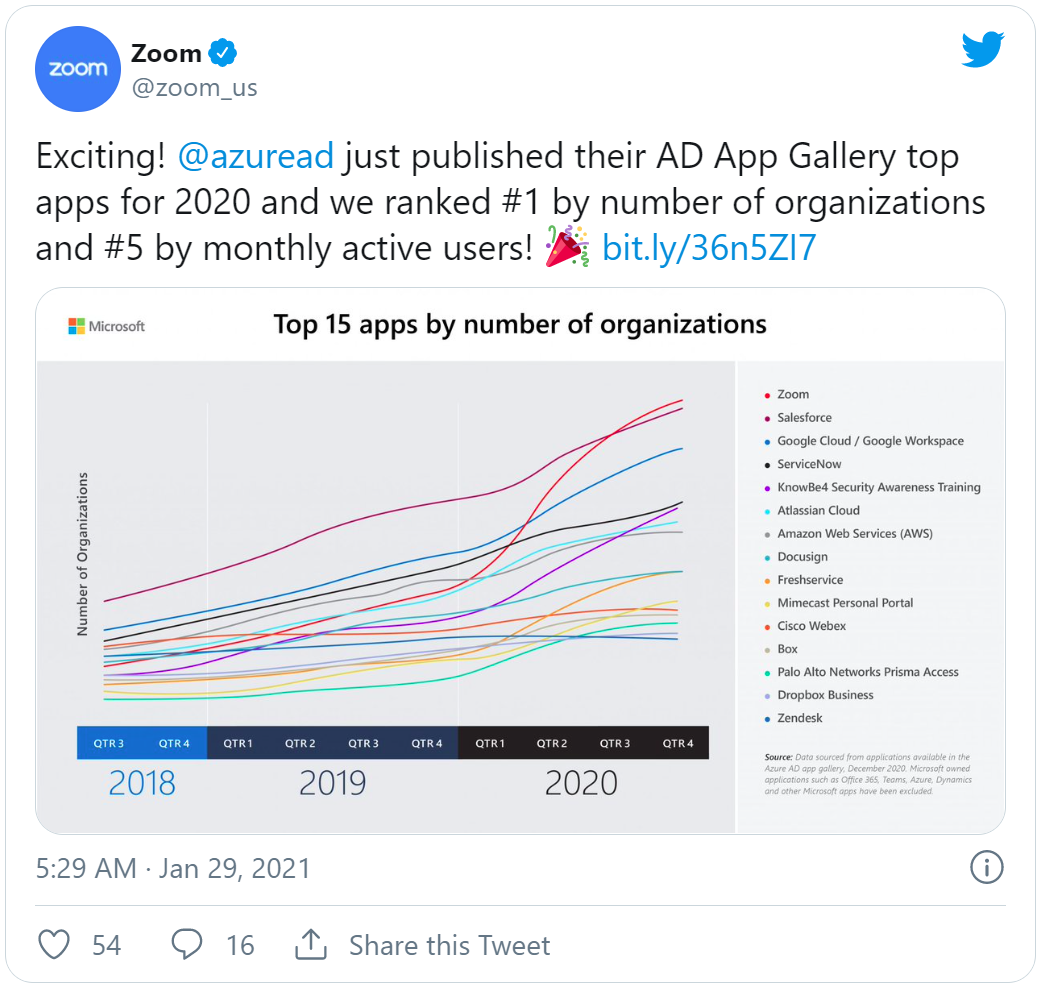 zoom
Zoom
@zoom_us
Exciting! @azuread just published their AD App Gallery top
apps for 2020 and we ranked #1 by number of organizations
and #5 by monthly active users! 🎉 bit.ly/36n5ZI7
Microsoft
Top 15 apps by number of organizations
Number of Organizations
Zoom
Salesforce
Google Cloud / Google Workspace
ServiceNow
KnowBe4 Security Awareness Training
Atlassian Cloud
Amazon Web Services (AWS)
Docusign
Freshservice
Mimecast Personal Portal
Cisco Webex
Box
Palo Alto Networks Prisma Access
Dropbox Business
Zendesk
QTR 3 QTR 4 QTR 1 QTR 2 QTR 3 QTR 4 QTR 1 QTR 2 QTR 3 QTR 4
2018 2019 2020
Source: Data sourced from applications available in the
Azure AD app gallery, December 2020. Microsoft owned
applications such as Office 365, Teams, Azure, Dynamics
and other Microsoft apps have been excluded.
5:29 AM · Jan 29, 2021
54 16 Share this Tweet